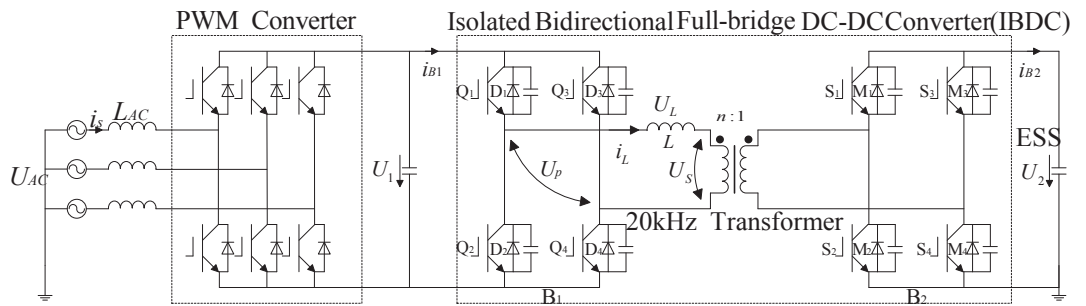 PWM Converter
Isolated Bidirectional Full-bridge DC-DC Converter (IBDC)
iB1
iB2
Q1 D1 Q3 D3
S1 M1 S3 M3
is LAC
UL
n:1
iL L
ESS
UAC
U1
Up
US
U2
20kHz Transformer
Q2 D2 Q4 D4
S2 M2 S4 M4
B1
B2